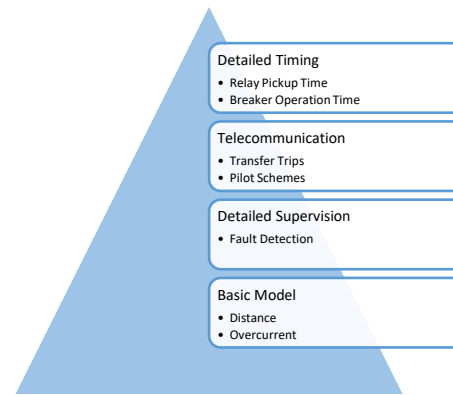 Detailed Timing
• Relay Pickup Time
• Breaker Operation Time
Telecommunication
• Transfer Trips
• Pilot Schemes
Detailed Supervision
• Fault Detection
Basic Model
• Distance
• Overcurrent